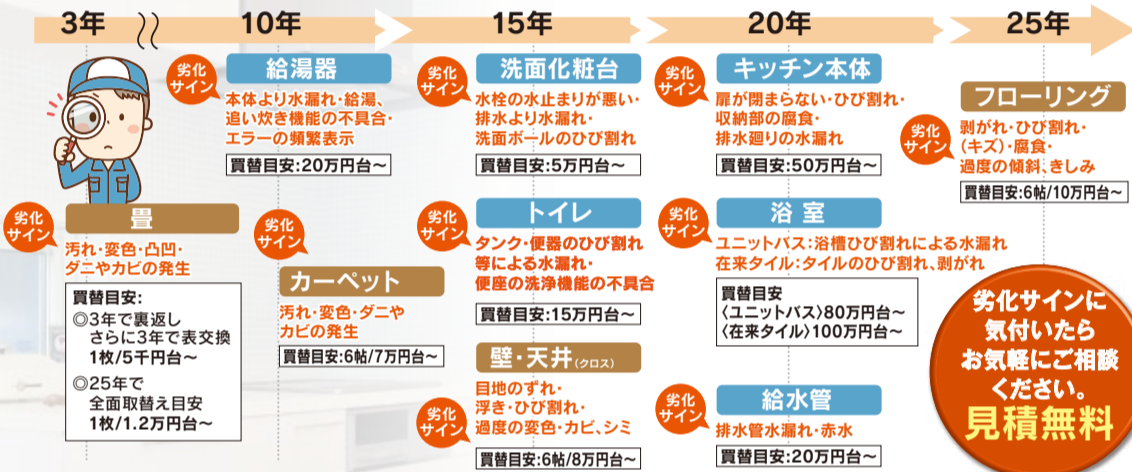 3年
10年
15年
20年
25年
劣化
サイン
給湯器
本体より水漏れ・給湯、
追い炊き機能の不具合・
エラーの頻繁表示
買替目安:20万円台～
劣化
サイン
洗面化粧台
水栓の水止まりが悪い・
排水より水漏れ・
洗面ボールのひび割れ
買替目安:5万円台～
劣化
サイン
キッチン本体
扉が閉まらない・ひび割れ・
収納部の腐食・
排水廻りの水漏れ
買替目安:50万円台～
劣化
サイン
フローリング
剥がれ・ひび割れ・
(キズ)・腐食・
過度の傾斜、きしみ
買替目安:6帖/10万円台～
劣化
サイン
畳
汚れ・変色・凸凹・
ダニやカビの発生
買替目安:
◎3年で裏返し
さらに3年で表交換
1枚/5千円台～
◎25年で
全面取替え目安
1枚/1.2万円台～
劣化
サイン
カーペット
汚れ・変色・ダニや
カビの発生
買替目安:6帖/7万円台～
劣化
サイン
トイレ
タンク・便器のひび割れ
等による水漏れ・
便座の洗浄機能の不具合
買替目安:15万円台～
劣化
サイン
壁・天井(クロス)
目地のずれ・
浮き・ひび割れ・
過度の変色・カビ、シミ
買替目安:6帖/8万円台～
劣化
サイン
浴室
ユニットバス:浴槽ひび割れによる水漏れ
在来タイル:タイルのひび割れ、剥がれ
買替目安
〈ユニットバス〉80万円台～
〈在来タイル〉100万円台～
劣化
サイン
給水管
排水管水漏れ・赤水
買替目安:20万円台～
劣化サインに
気付いたら
お気軽にご相談
ください。
見積無料